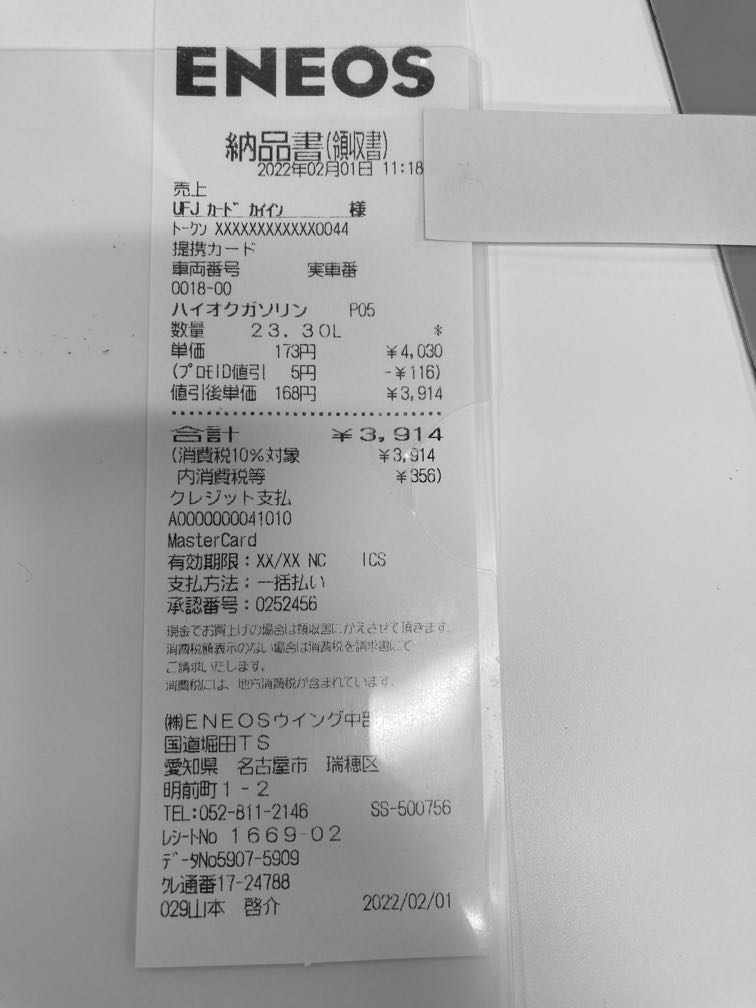 ENEOS
納品書(領収書)
2022年02月01日 11:18
売上
UFJ カード カイイン 様
トークン XXXXXXXXXXXX0044
提携カード
車両番号 実車番
0018-00
ハイオクガソリン P05
数量 23.30L *
単価 173円 ¥4,030
(プロモID値引 5円 -¥116)
値引後単価 168円 ¥3,914
合計 ¥3,914
(消費税10%対象 ¥3,914
内消費税等 ¥356)
クレジット支払
A0000000041010
MasterCard
有効期限:XX/XX NC ICS
支払方法:一括払い
承認番号:0252456
現金でお買上げの場合は領収書にかえさせて頂きます。
消費税額表示のない場合は消費税を請求書にて
ご請求いたします。
消費税には、地方消費税が含まれています。
(株)ENEOSウイング中部
国道堀田TS
愛知県 名古屋市 瑞穂区
明前町1-2
TEL:052-811-2146 SS-500756
レシートNo 1669-02
データNo5907-5909
クレ通番17-24788
029山本 啓介 2022/02/01